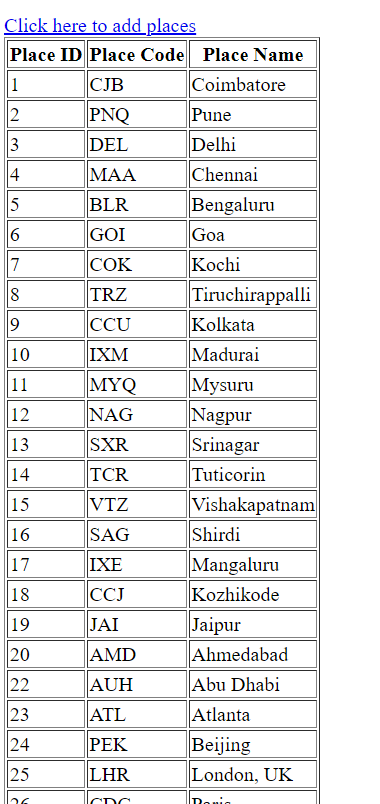 Click here to add places
Place ID Place Code Place Name
1 CJB Coimbatore
2 PNQ Pune
3 DEL Delhi
4 MAA Chennai
5 BLR Bengaluru
6 GOI Goa
7 COK Kochi
8 TRZ Tiruchirappalli
9 CCU Kolkata
10 IXM Madurai
11 MYQ Mysuru
12 NAG Nagpur
13 SXR Srinagar
14 TCR Tuticorin
15 VTZ Vishakapatnam
16 SAG Shirdi
17 IXE Mangaluru
18 CCJ Kozhikode
19 JAI Jaipur
20 AMD Ahmedabad
22 AUH Abu Dhabi
23 ATL Atlanta
24 PEK Beijing
25 LHR London, UK
26 CDG Paris